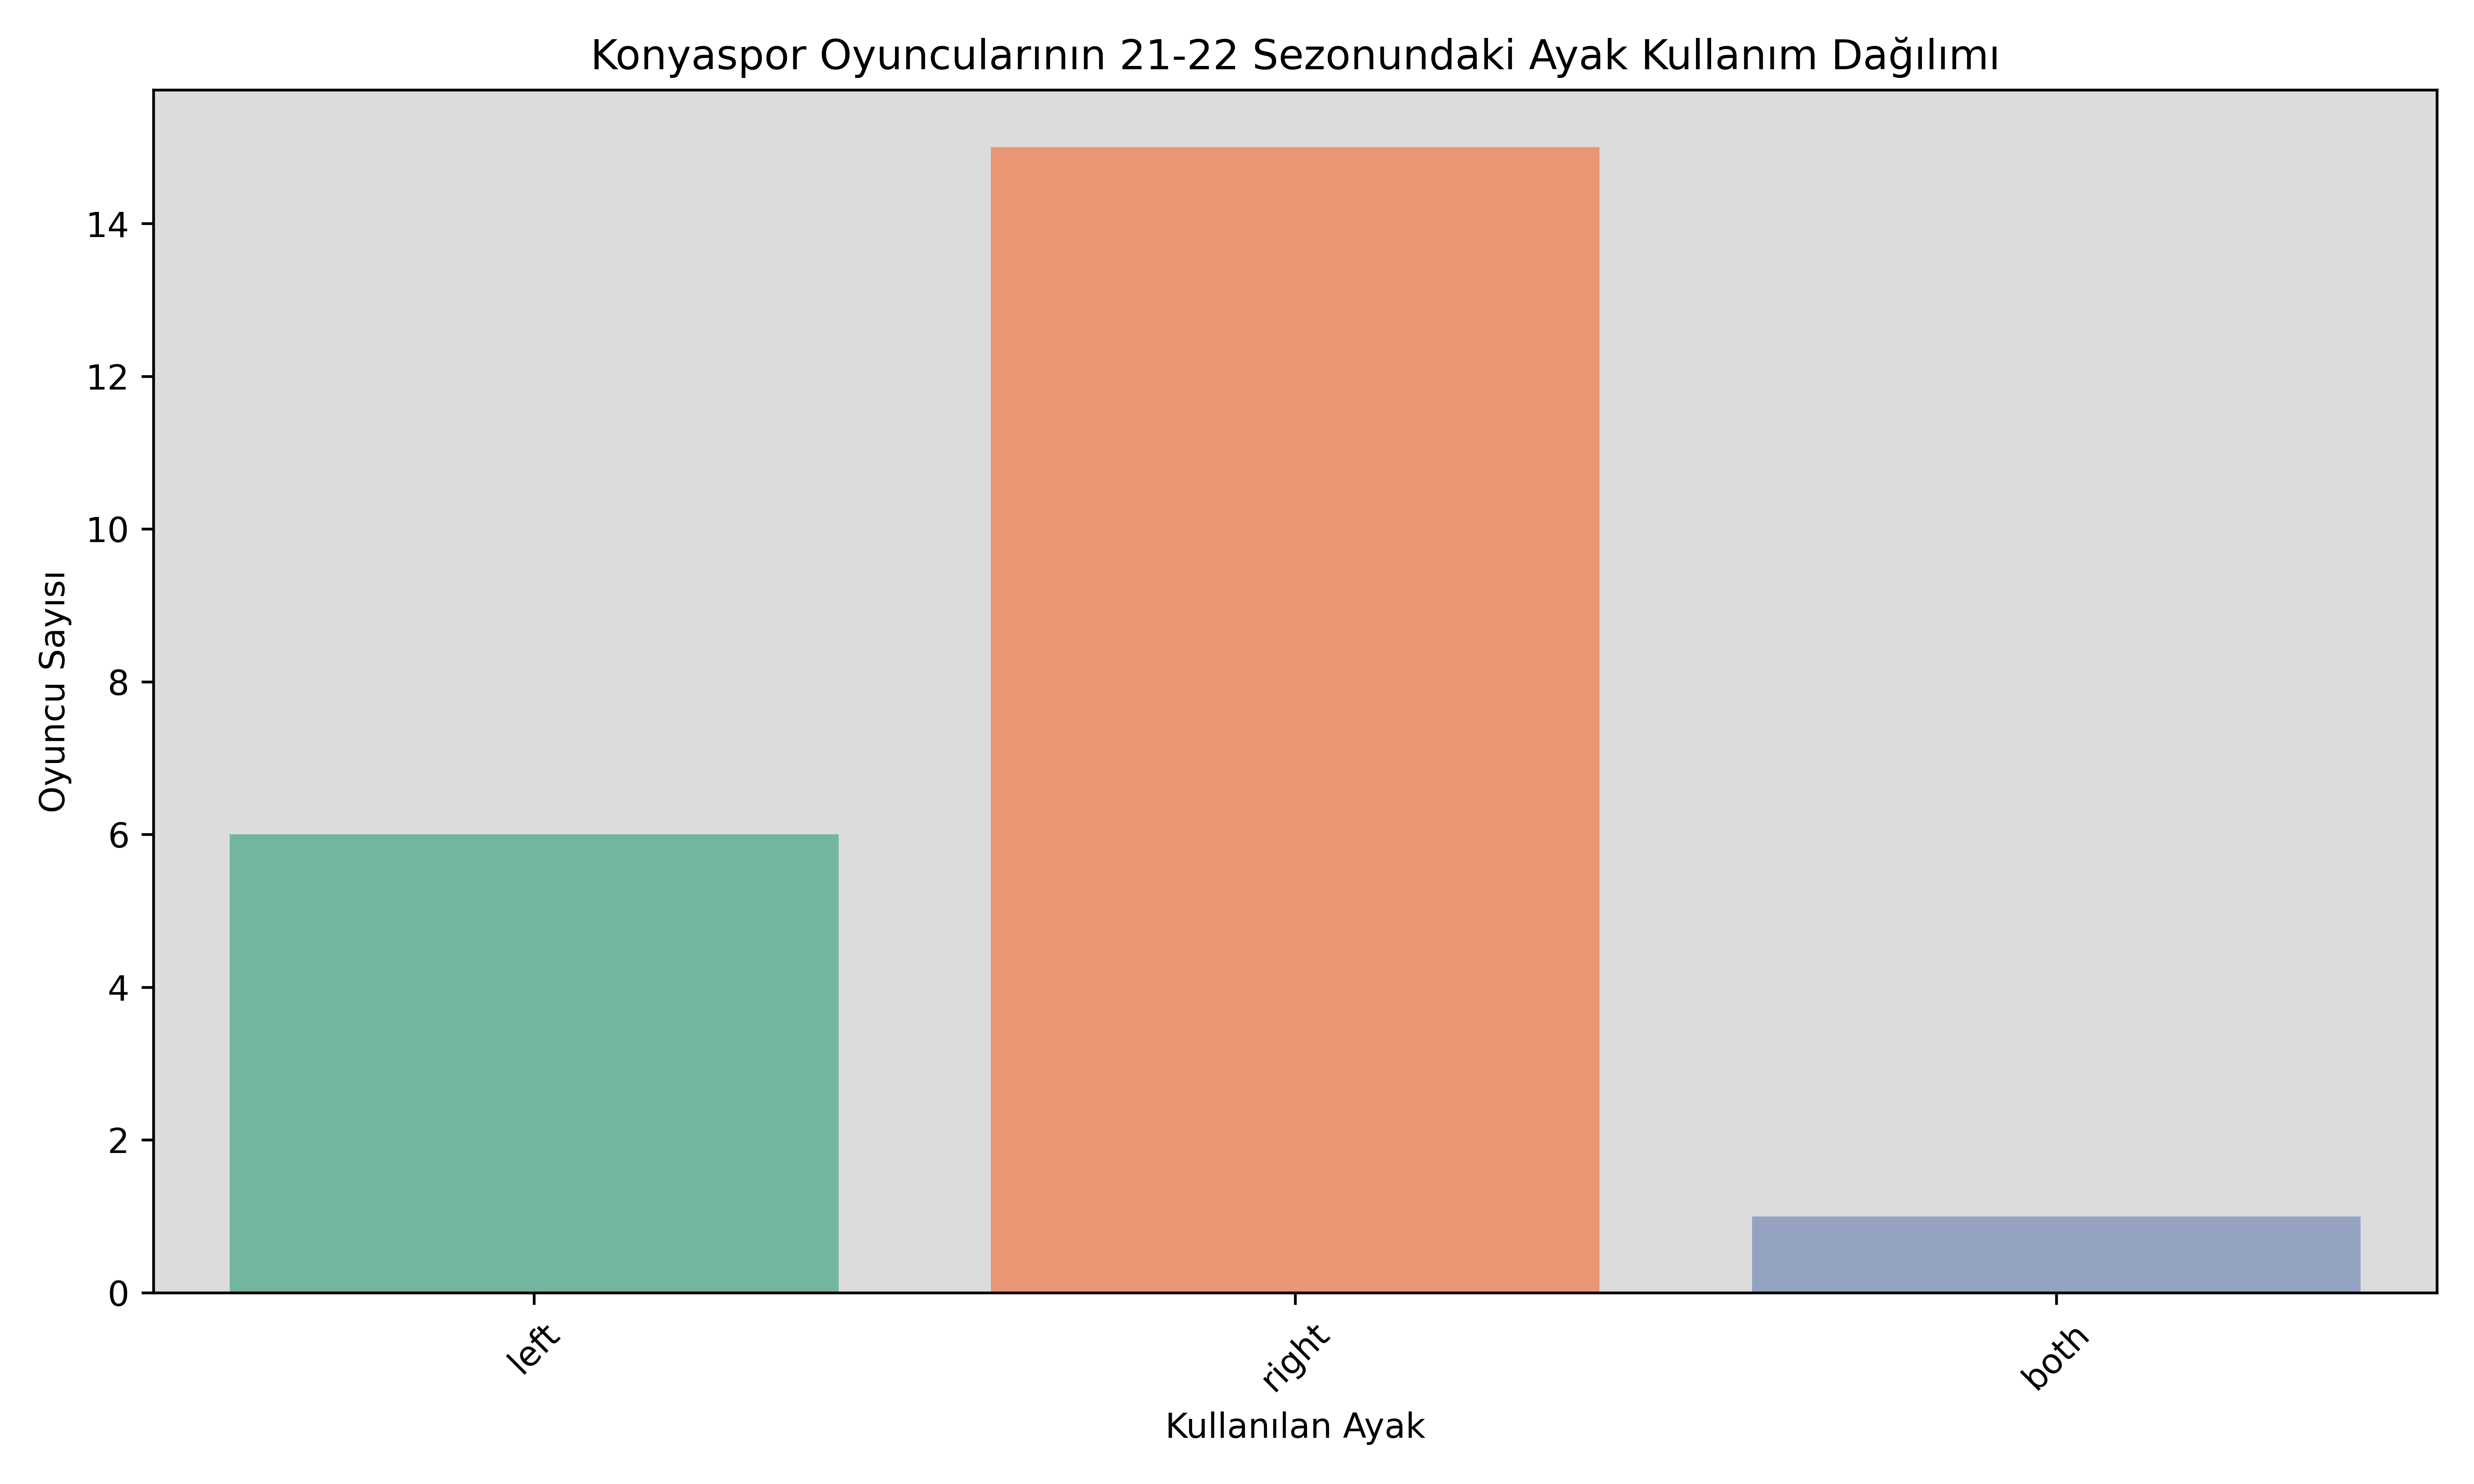 Konyaspor Oyuncularının 21-22 Sezonundaki Ayak Kullanım Dağılımı
Oyuncu Sayısı
14
12
10
8
6
4
2
0
left
right
both
Kullanılan Ayak